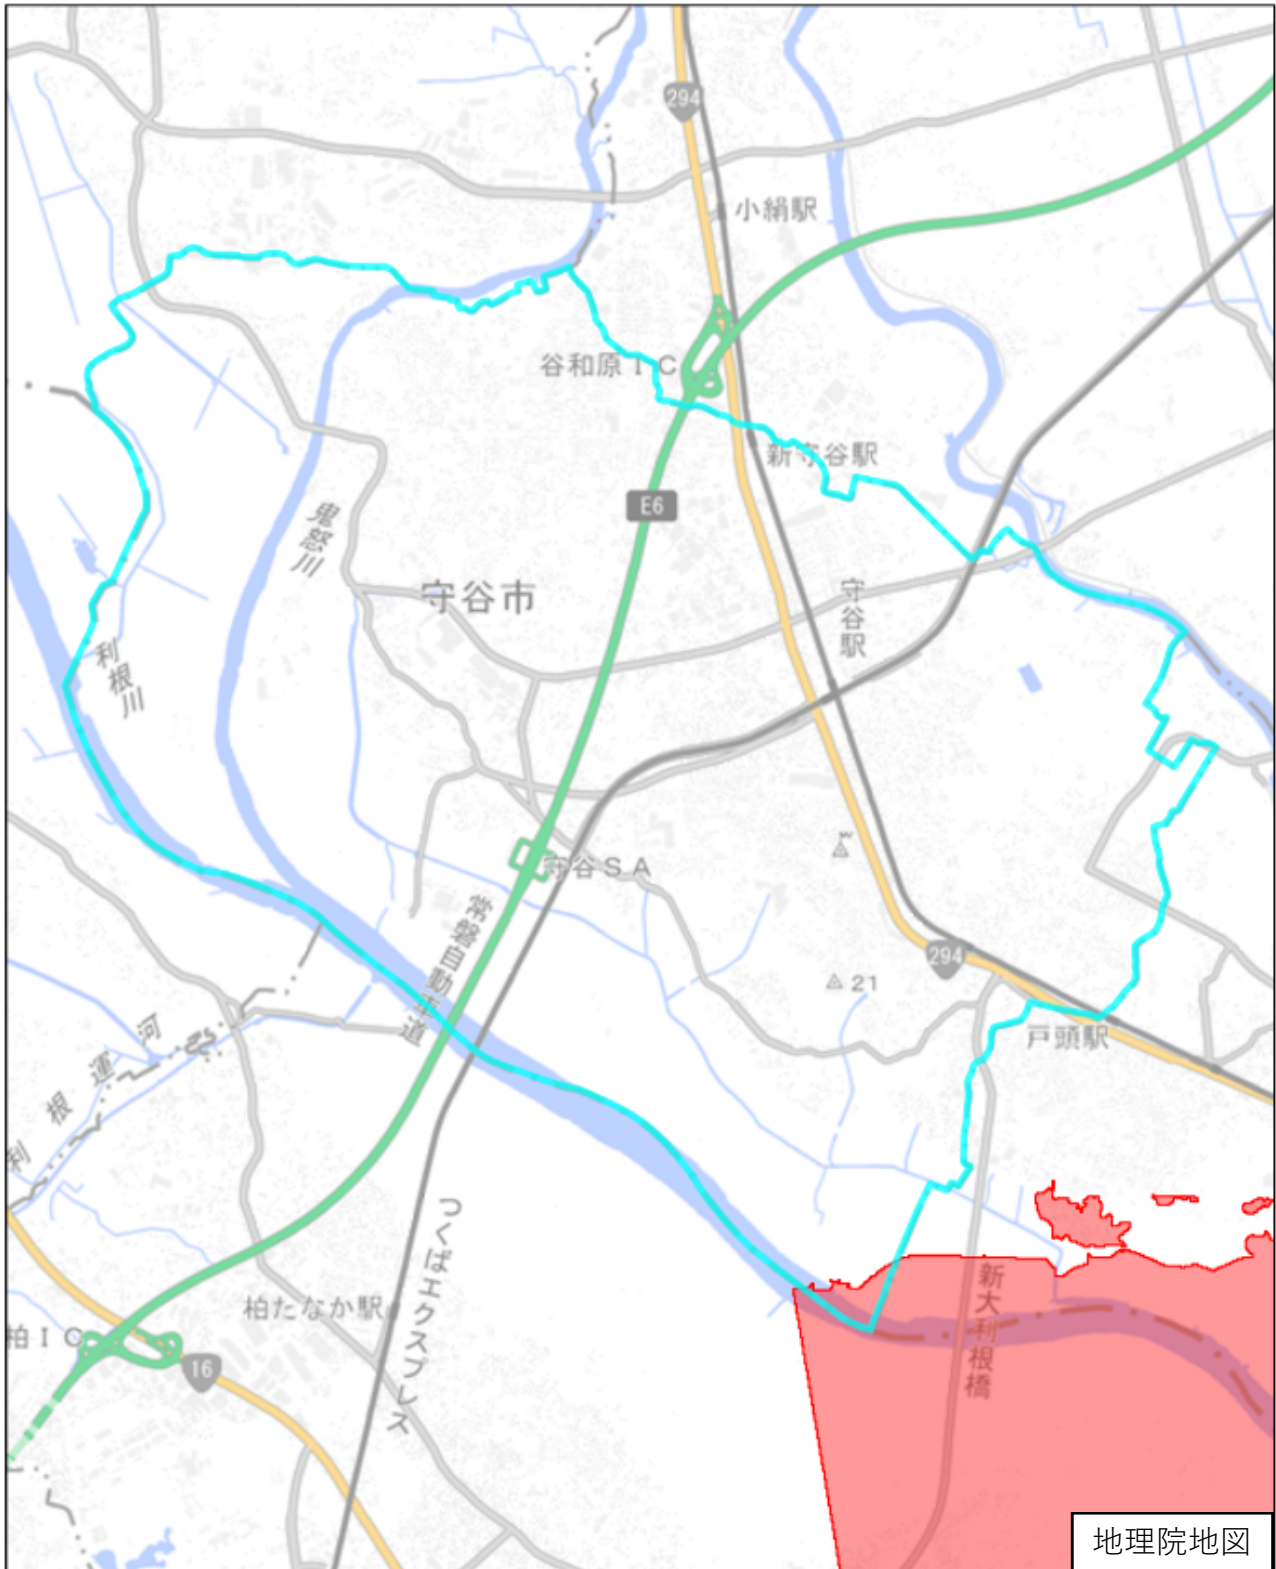 294
小絹駅
谷和原IC
新守谷駅
E6
鬼怒川
守谷市
守谷駅
利根川
守谷SA
常磐自動車道
294
21
戸頭駅
利根運河
つくばエクスプレス
新大利根橋
柏たなか駅
柏IC
16
地理院地図